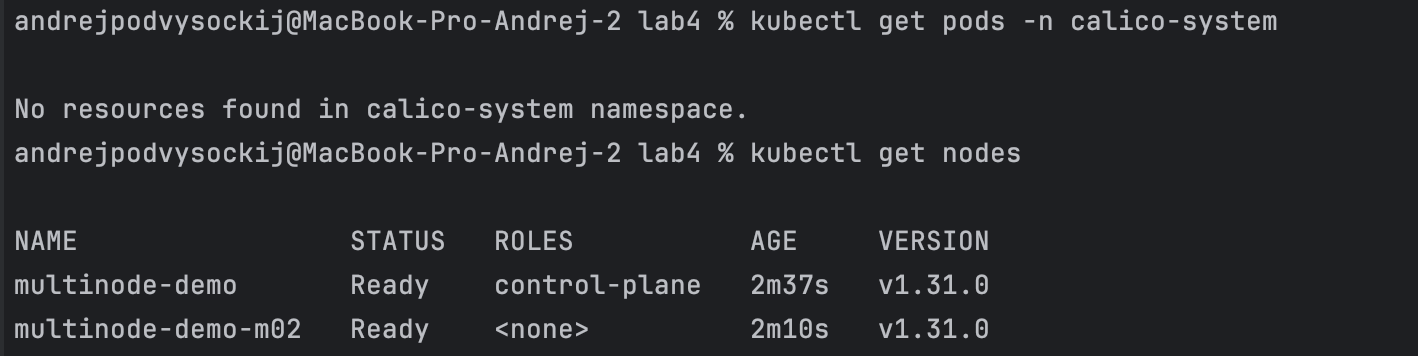 andrejpodvysockij@MacBook-Pro-Andrej-2 lab4 % kubectl get pods -n calico-system
No resources found in calico-system namespace.
andrejpodvysockij@MacBook-Pro-Andrej-2 lab4 % kubectl get nodes
NAME STATUS ROLES AGE VERSION
multinode-demo Ready control-plane 2m37s v1.31.0
multinode-demo-m02 Ready <none> 2m10s v1.31.0